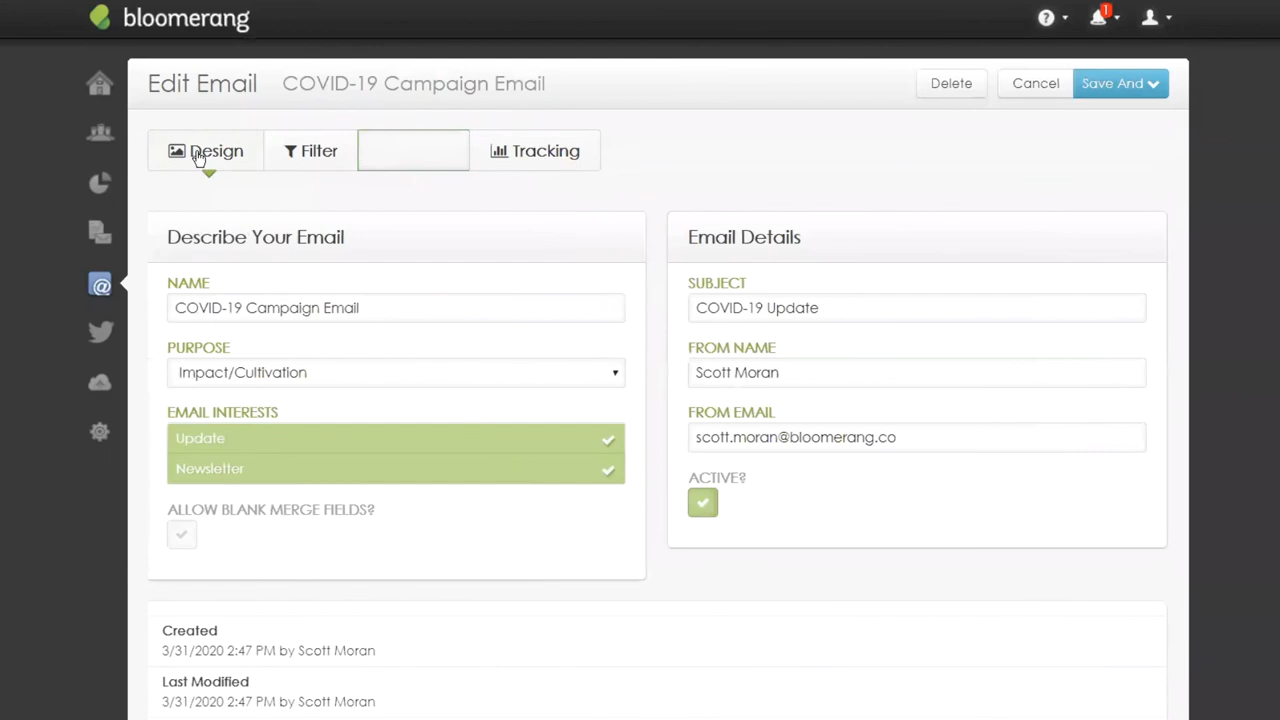 bloomerang
1
Edit Email
COVID-19 Campaign Email
Delete
Cancel
Save And
Design
Filter
Tracking
Describe Your Email
NAME
COVID-19 Campaign Email
PURPOSE
Impact/Cultivation
EMAIL INTERESTS
Update
Newsletter
ALLOW BLANK MERGE FIELDS?
Email Details
SUBJECT
COVID-19 Update
FROM NAME
Scott Moran
FROM EMAIL
scott.moran@bloomerang.co
ACTIVE?
Created
3/31/2020 2:47 PM by Scott Moran
Last Modified
3/31/2020 2:47 PM by Scott Moran